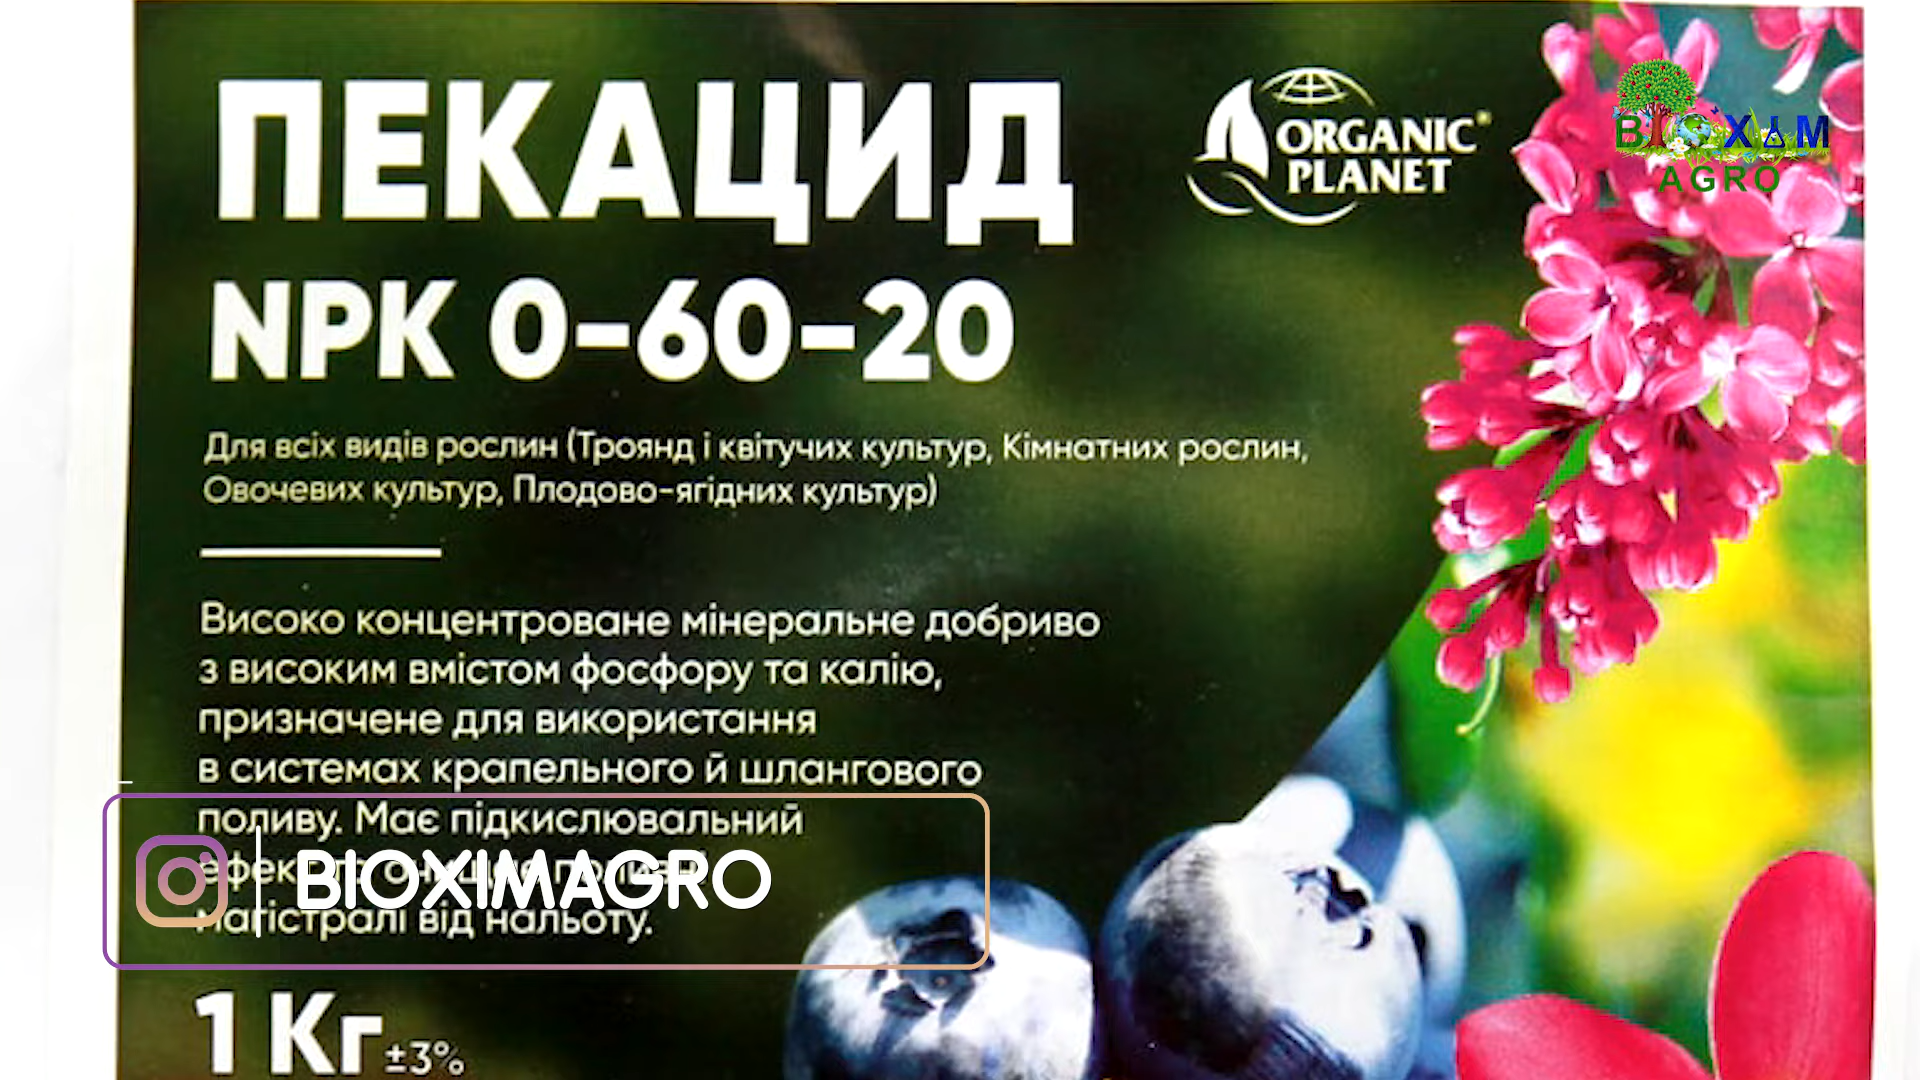 ПЕКАЦИД
ORGANIC®
PLANET
BIOXIM
AGRO
NPK 0-60-20
Для всіх видів рослин (Троянд і квітучих культур, Кімнатних рослин,
Овочевих культур, Плодово-ягідних культур)
Високо концентроване мінеральне добриво
з високим вмістом фосфору та калію,
призначене для використання
в системах крапельного й шлангового
поливу. Має підкислювальний
BIOXIMAGRO
магістралі від нальоту.
1 Кг ±3%